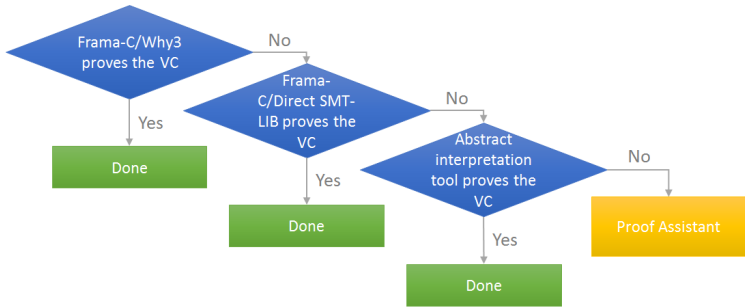 Frama-C/Why3
proves the VC
No
Yes
Done
Frama-
C/Direct SMT-
LIB proves the
VC
No
Yes
Done
Abstract
interpretation
tool proves the
VC
No
Yes
Done
Proof Assistant